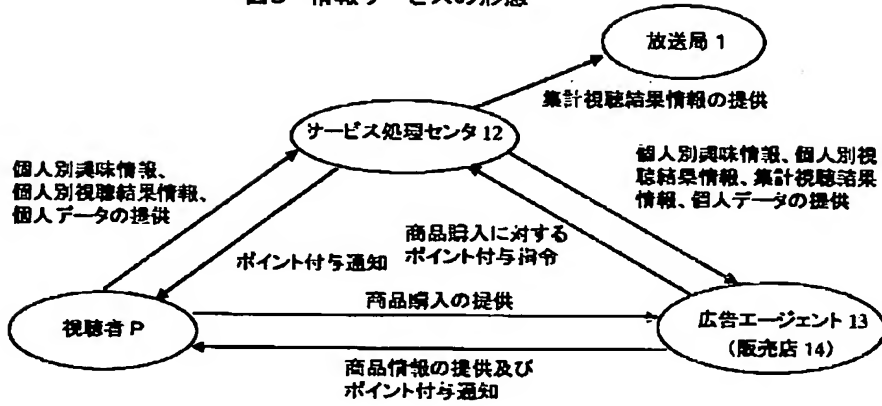 図3 情報サービスの形態
放送局 1
集計視聴結果情報の提供
サービス処理センタ 12
個人別興味情報、
個人別視聴結果情報、
個人データの提供
個人別興味情報、個人別視
聴結果情報、集計視聴結果
情報、個人データの提供
ポイント付与通知
商品購入に対する
ポイント付与指令
商品購入の提供
視聴者 P
広告エージェント 13
(販売店 14)
商品情報の提供及び
ポイント付与通知